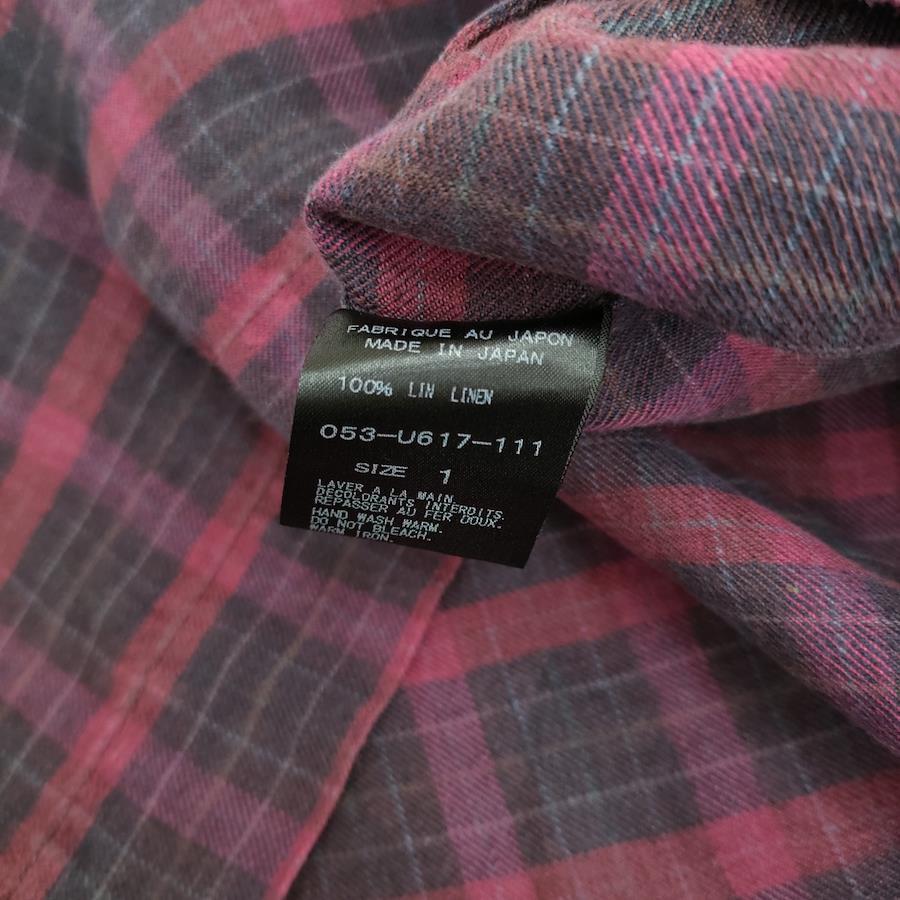 FABRIQUE AU JAPON
MADE IN JAPAN
100% LIN LINEN
053-U617-111
SIZE 1
LAVER A LA MAIN
DECOLORANTS INTERDITS.
REPASSER AU FER DOUX.
HAND WASH WARM.
DO NOT BLEACH.
WARM IRON.